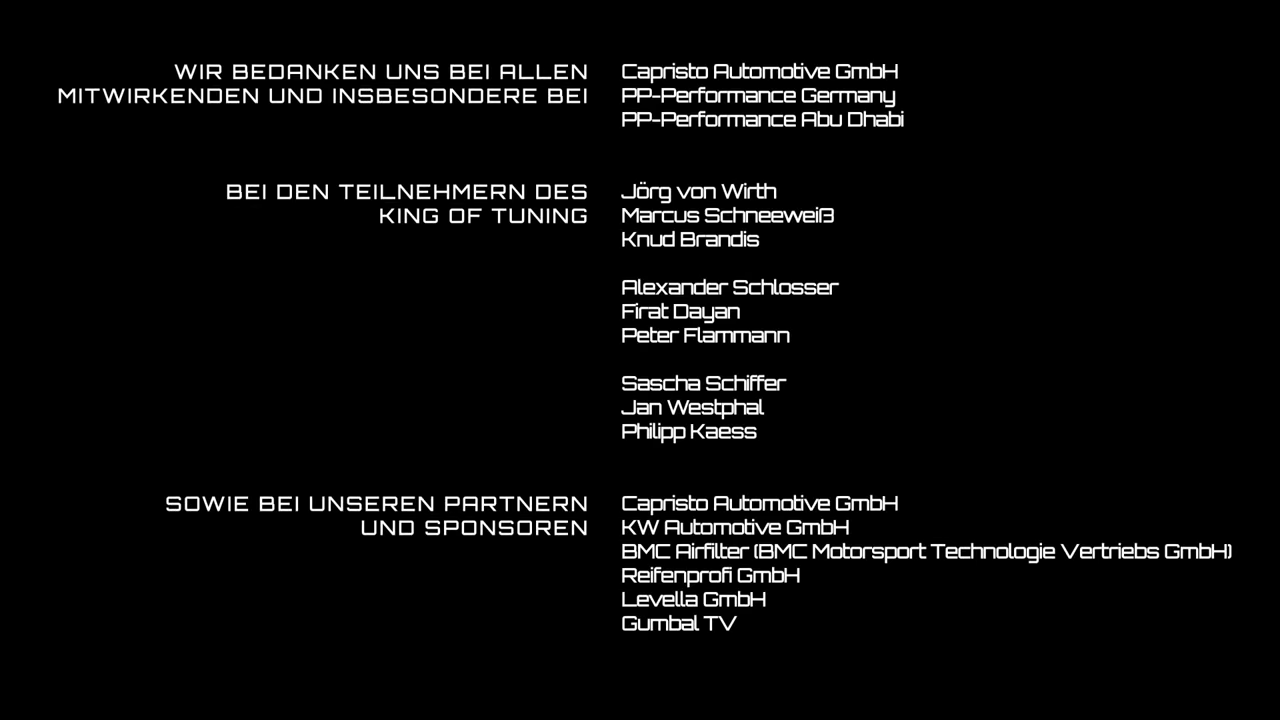 WIR BEDANKEN UNS BEI ALLEN
MITWIRKENDEN UND INSBESONDERE BEI
Capristo Automotive GmbH
PP-Performance Germany
PP-Performance Abu Dhabi
BEI DEN TEILNEHMERN DES
KING OF TUNING
Jörg von Wirth
Marcus Schneeweiß
Knud Brandis
Alexander Schlosser
Firat Dayan
Peter Flammann
Sascha Schiffer
Jan Westphal
Philipp Kaess
SOWIE BEI UNSEREN PARTNERN
UND SPONSOREN
Capristo Automotive GmbH
KW Automotive GmbH
BMC Airfilter (BMC Motorsport Technologie Vertriebs GmbH)
Reifenprofi GmbH
Levella GmbH
Gumbal TV